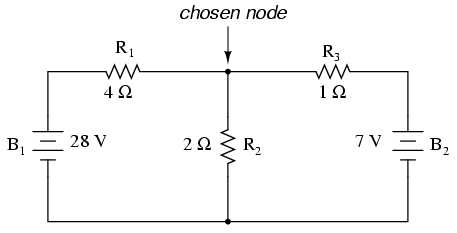 chosen node
R1 R3
4 Ω 1 Ω
B1 28 V 2 Ω R2 7 V B2